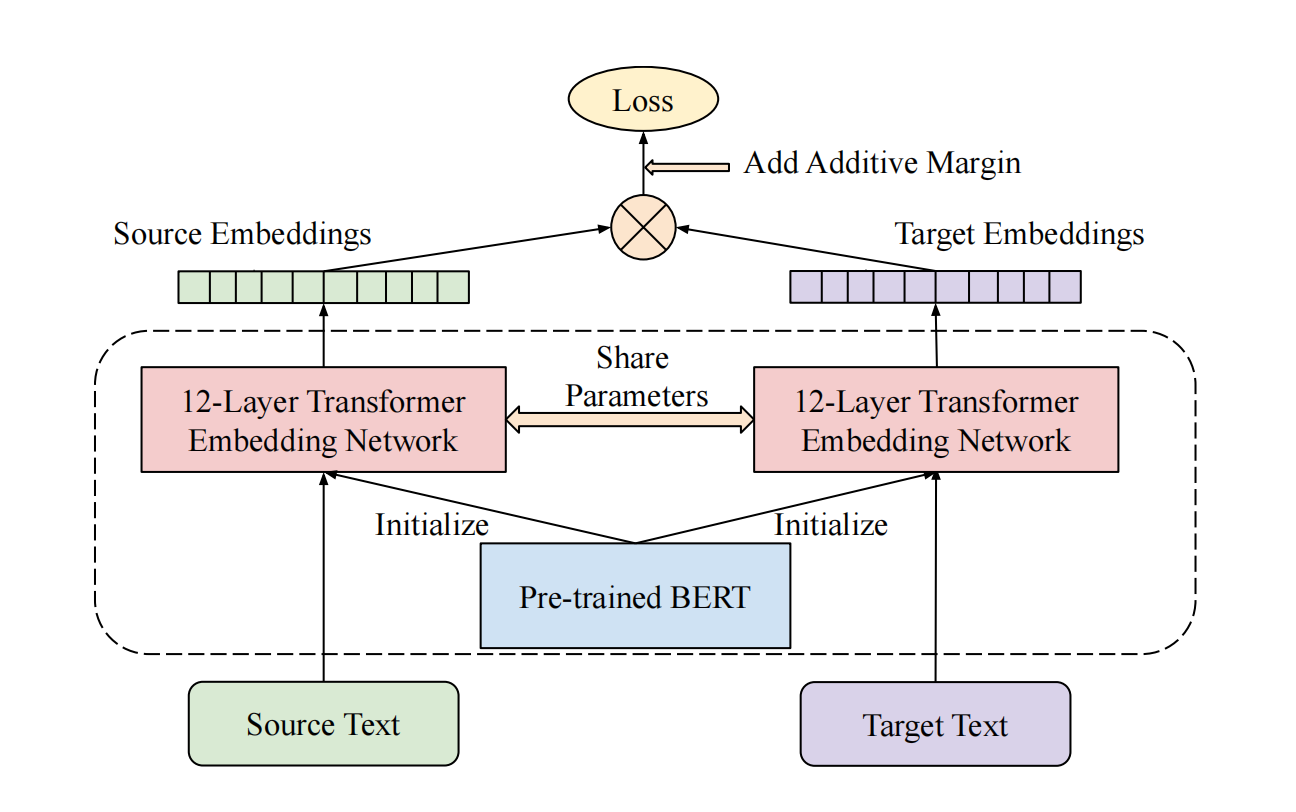 Loss
Add Additive Margin
Source Embeddings
Target Embeddings
Share
Parameters
12-Layer Transformer
Embedding Network
12-Layer Transformer
Embedding Network
Initialize
Initialize
Pre-trained BERT
Source Text
Target Text